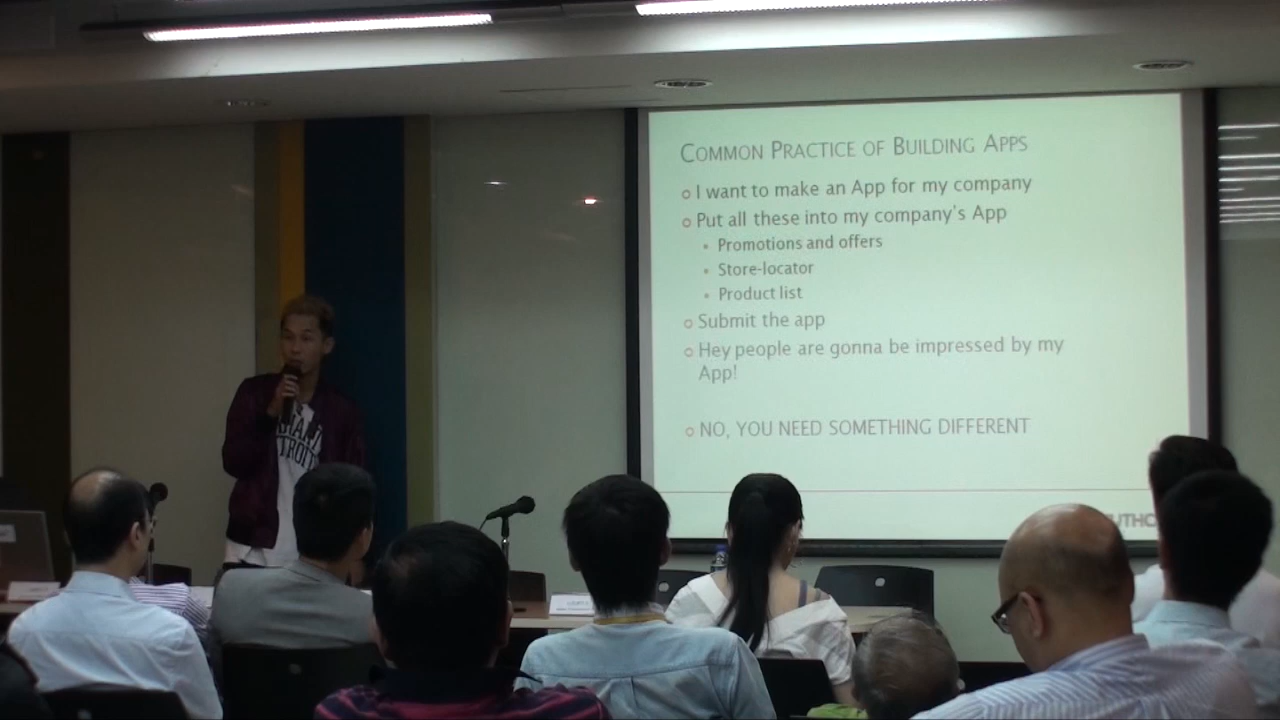 COMMON PRACTICE OF BUILDING APPS
I want to make an App for my company
Put all these into my company's App
Promotions and offers
Store-locator
Product list
Submit the app
Hey people are gonna be impressed by my
App!
NO, YOU NEED SOMETHING DIFFERENT